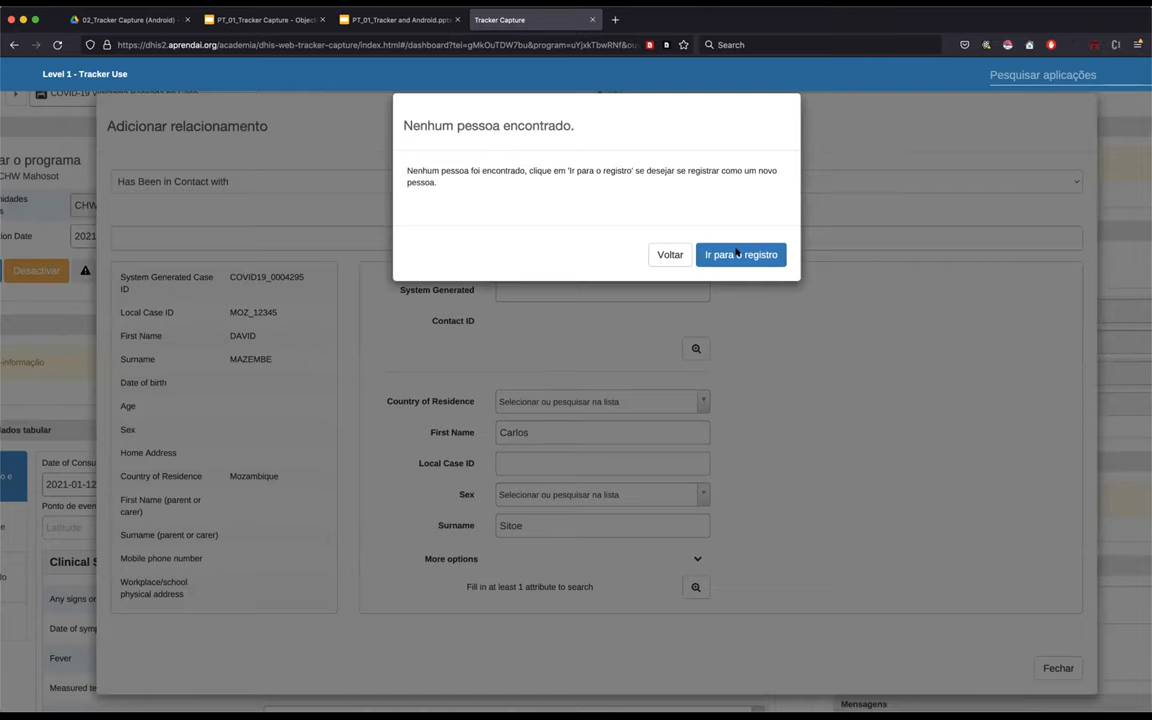 02_Tracker Capture (Android) -
PT_01_Tracker Capture - Object
PT_01_Tracker and Android.ppt
Tracker Capture
https://dhis2.aprendai.org/academia/dhis-web-tracker-capture/index.html#/dashboard?tei=gMkOuTDW7bu&program=uYjxkTbwRNf&ou
Search
Level 1 - Tracker Use
Pesquisar aplicações
Adicionar relacionamento
Nenhum pessoa encontrado.
ar o programa
CHW Mahosot
Nenhum pessoa foi encontrado, clique em 'Ir para o registro' se desejar se registrar como um novo
pessoa.
Has Been in Contact with
nidades
CHW
ion Date
2021
Voltar
Ir para o registro
Desactivar
System Generated Case
ID
COVID19_0004295
System Generated
Local Case ID
MOZ_12345
Contact ID
First Name
DAVID
Surname
MAZEMBE
-informação
Date of birth
Age
Country of Residence
Selecionar ou pesquisar na lista
Sex
dados tabular
First Name
Carlos
Home Address
Date of Consu
Local Case ID
Country of Residence
Mozambique
2021-01-12
Sex
Selecionar ou pesquisar na lista
First Name (parent or
carer)
Ponto de even
Latitude
Surname
Sitoe
Surname (parent or carer)
Mobile phone number
More options
Clinical S
Workplace/school
physical address
Fill in at least 1 attribute to search
Any signs or
Date of symp
Fever
Fechar
Measured te
Mensagens